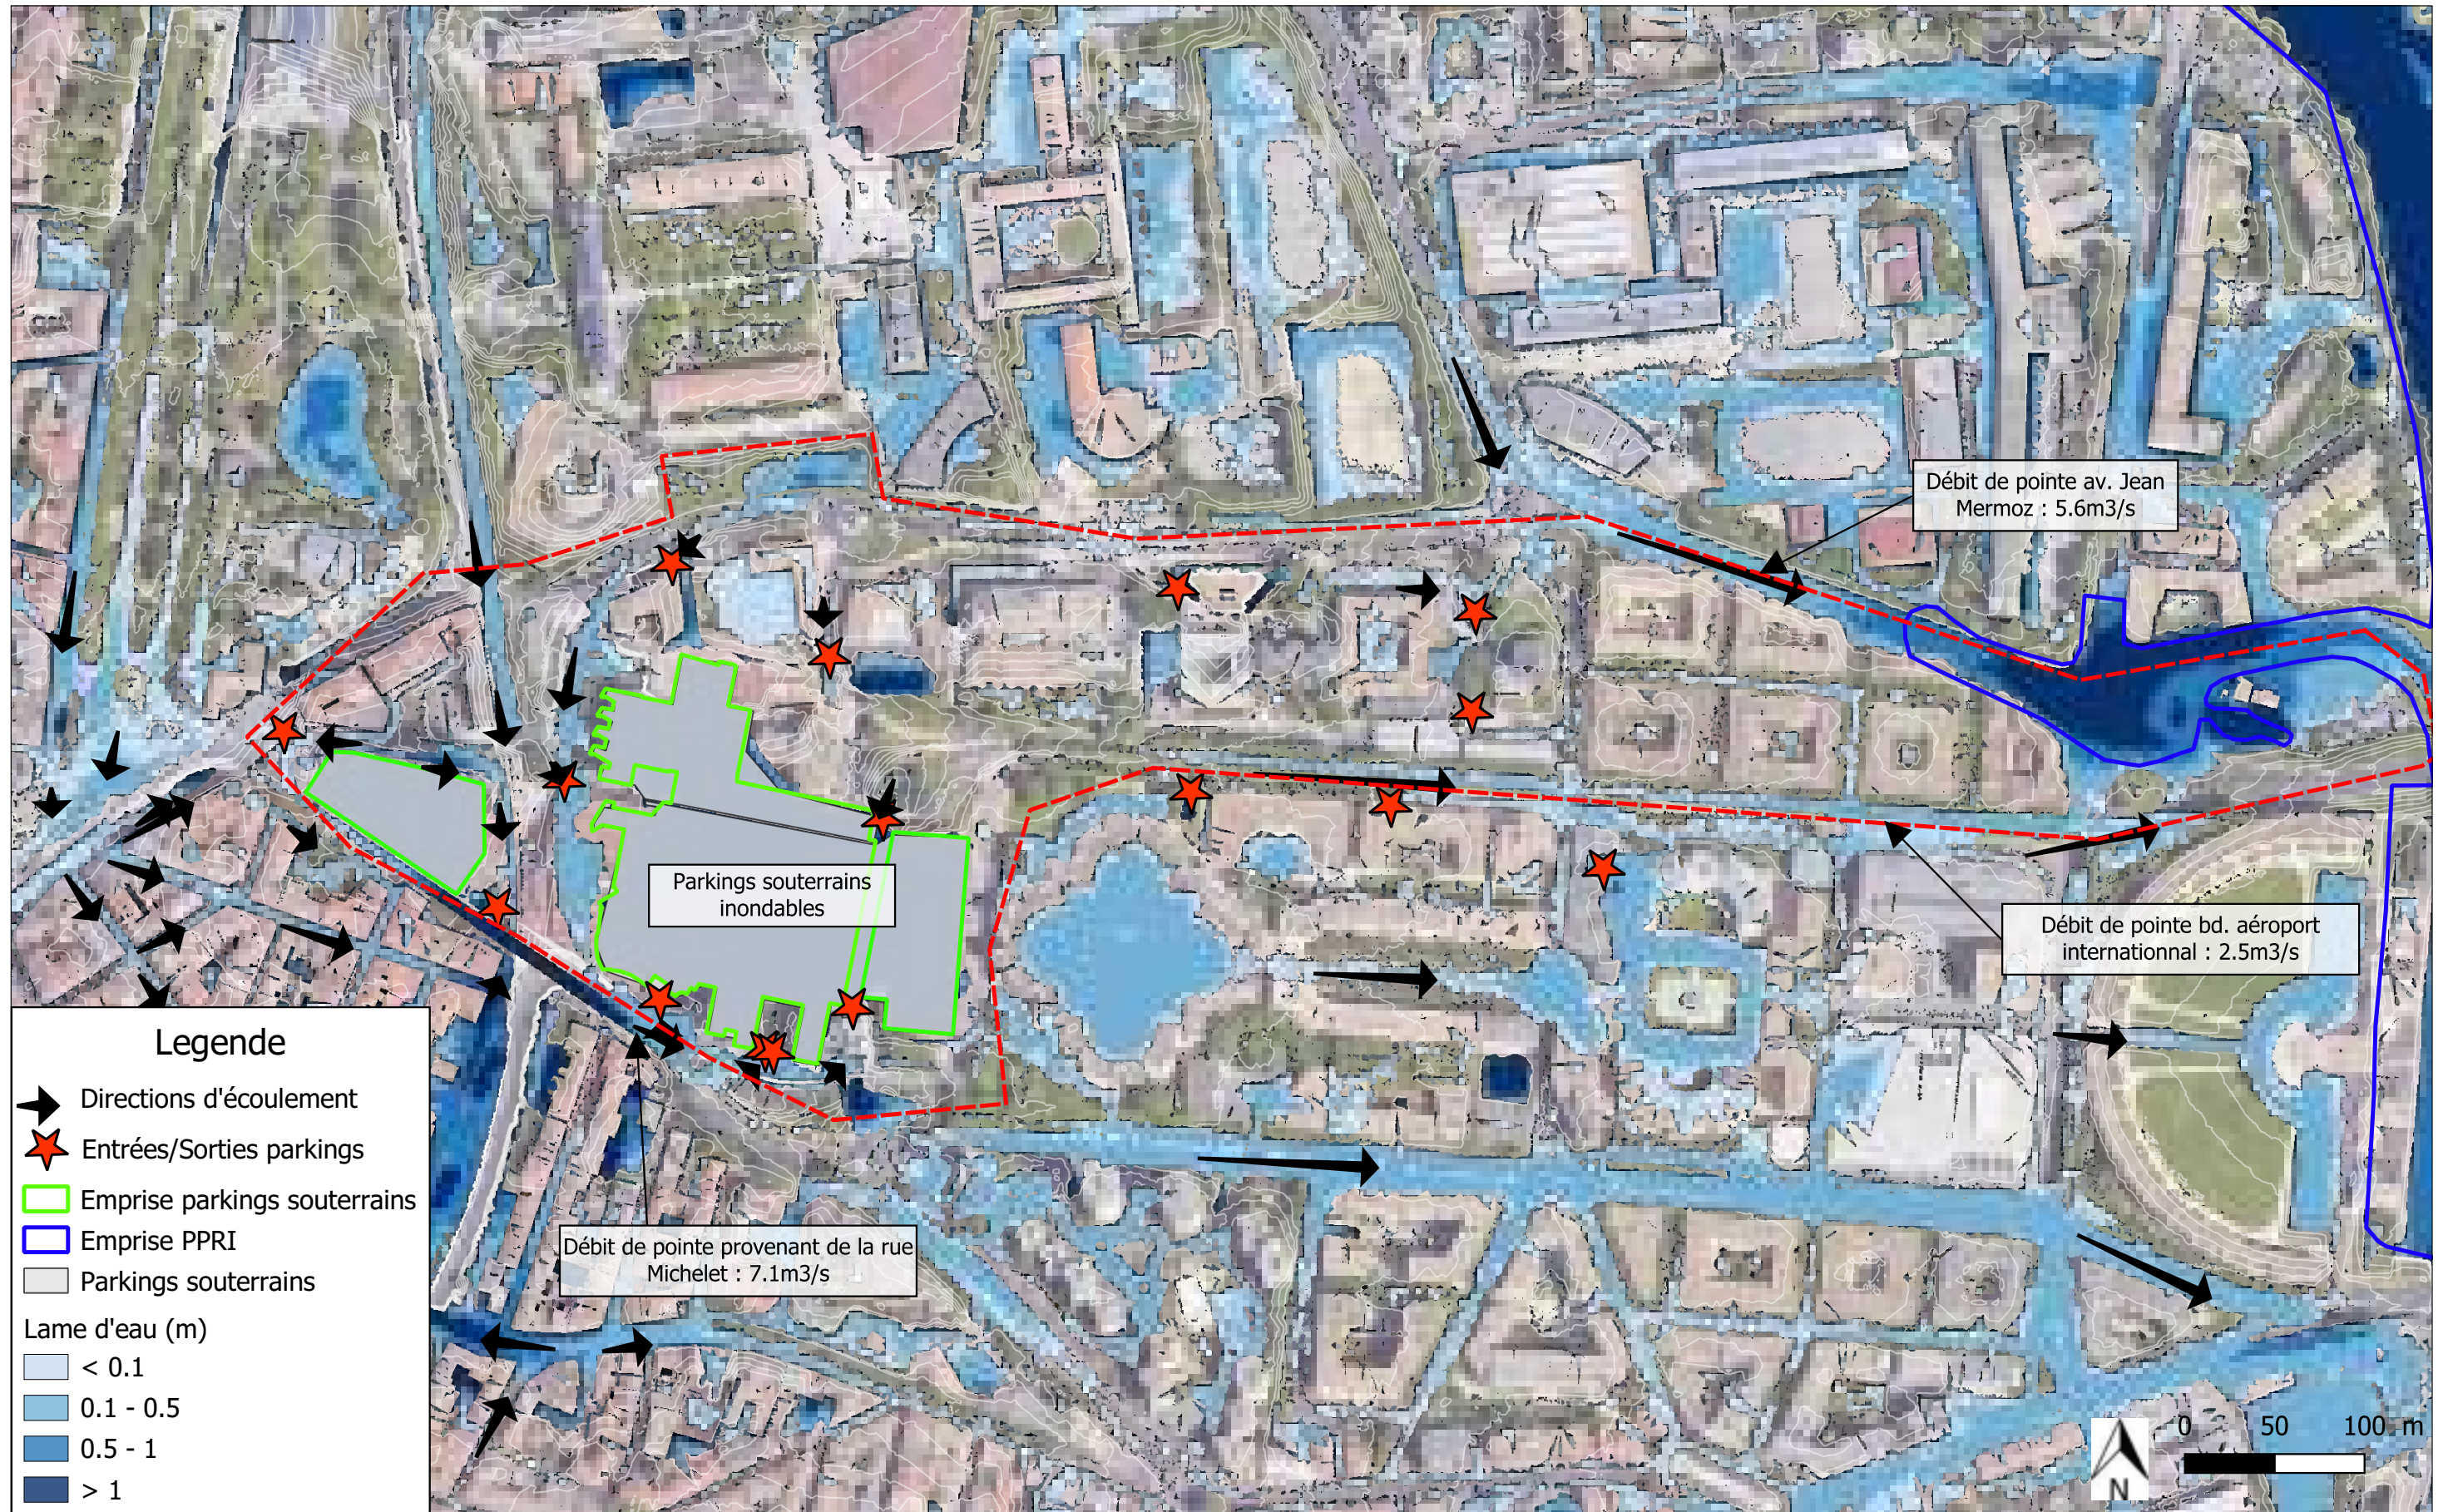 Débit de pointe av. Jean
Mermoz : 5.6m3/s
Parkings souterrains
inondables
Débit de pointe bd. aéroport
internationnal : 2.5m3/s
Débit de pointe provenant de la rue
Michelet : 7.1m3/s
Legende
Directions d'écoulement
Entrées/Sorties parkings
Emprise parkings souterrains
Emprise PPRI
Parkings souterrains
Lame d'eau (m)
< 0.1
0.1 - 0.5
0.5 - 1
> 1
0 50 100 m
N